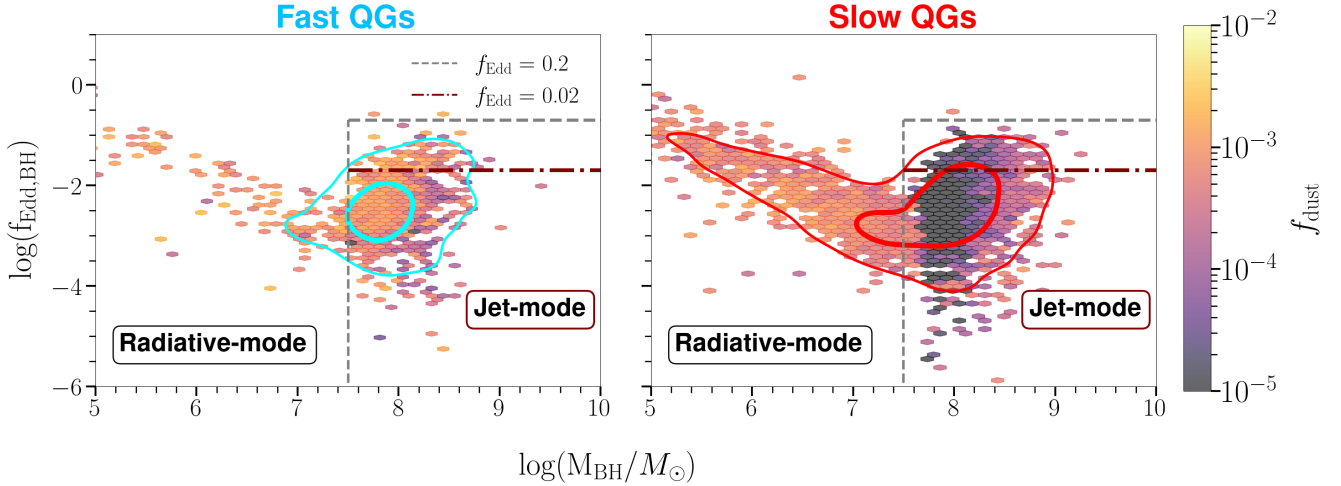 Fast QGs
Slow QGs
f_Edd = 0.2
f_Edd = 0.02
Radiative-mode
Jet-mode
Radiative-mode
Jet-mode
0
−2
−4
−6
5 6 7 8 9 10
5 6 7 8 9 10
log(f_Edd,BH)
log(M_BH/M_⊙)
10^−2
10^−3
10^−4
10^−5
f_dust